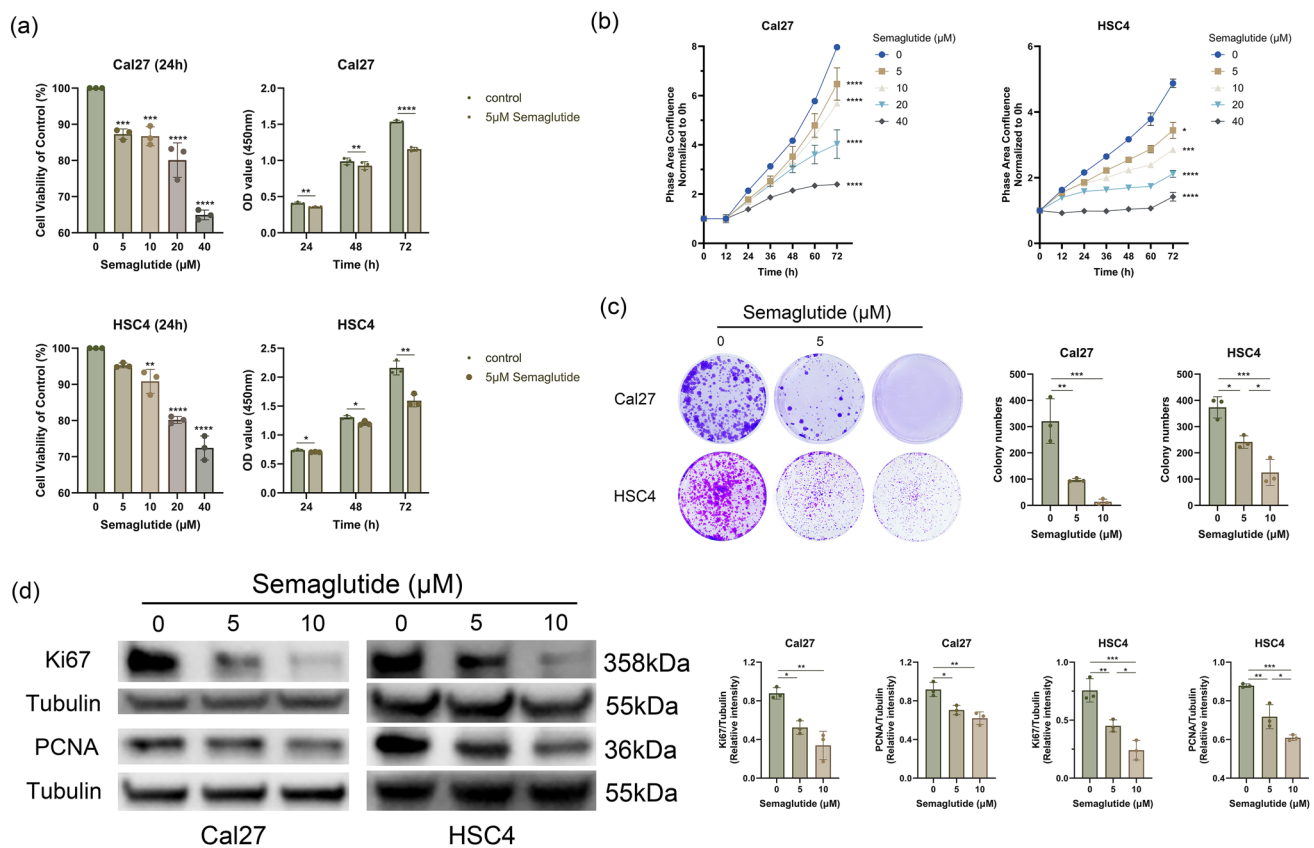 (a)
Cal27 (24h)
Cell Viability of Control (%)
100
90
80
70
60
*** *** **** ****
0 5 10 20 40
Semaglutide (μM)
Cal27
OD value (450nm)
2.0
1.5
1.0
0.5
0.0
** ** ****
24 48 72
Time (h)
control
5μM Semaglutide
HSC4 (24h)
Cell Viability of Control (%)
100
90
80
70
60
** **** ****
0 5 10 20 40
Semaglutide (μM)
HSC4
OD value (450nm)
2.5
2.0
1.5
1.0
0.5
0.0
* * **
24 48 72
Time (h)
control
5μM Semaglutide
(b)
Cal27
Phase Area Confluence
Normalized to 0h
8
6
4
2
0
0 12 24 36 48 60 72
Time (h)
Semaglutide (μM)
0
5
10
20
40
****
****
****
****
HSC4
Phase Area Confluence
Normalized to 0h
6
4
2
0
0 12 24 36 48 60 72
Time (h)
Semaglutide (μM)
0
5
10
20
40
*
***
****
****
(c)
Semaglutide (μM)
0 5
Cal27
HSC4
Cal27
Colony numbers
500
400
300
200
100
0
***
**
0 5 10
Semaglutide (μM)
HSC4
Colony numbers
500
400
300
200
100
0
***
* *
0 5 10
Semaglutide (μM)
(d)
Semaglutide (μM)
0 5 10 0 5 10
Ki67 358kDa
Tubulin 55kDa
PCNA 36kDa
Tubulin 55kDa
Cal27 HSC4
Cal27
Ki67/Tubulin
(Relatiive intensity)
1.2
0.9
0.6
0.3
0.0
**
*
0 5 10
Semaglutide (μM)
Cal27
PCNA/Tubulin
(Relatiive intensity)
1.2
0.8
0.4
0.0
**
*
0 5 10
Semaglutide (μM)
HSC4
Ki67/Tubulin
(Relatiive intensity)
1.0
0.5
0.0
***
** *
0 5 10
Semaglutide (μM)
HSC4
PCNA/Tubulin
(Relatiive intensity)
1.0
0.8
0.6
0.4
***
** *
0 5 10
Semaglutide (μM)